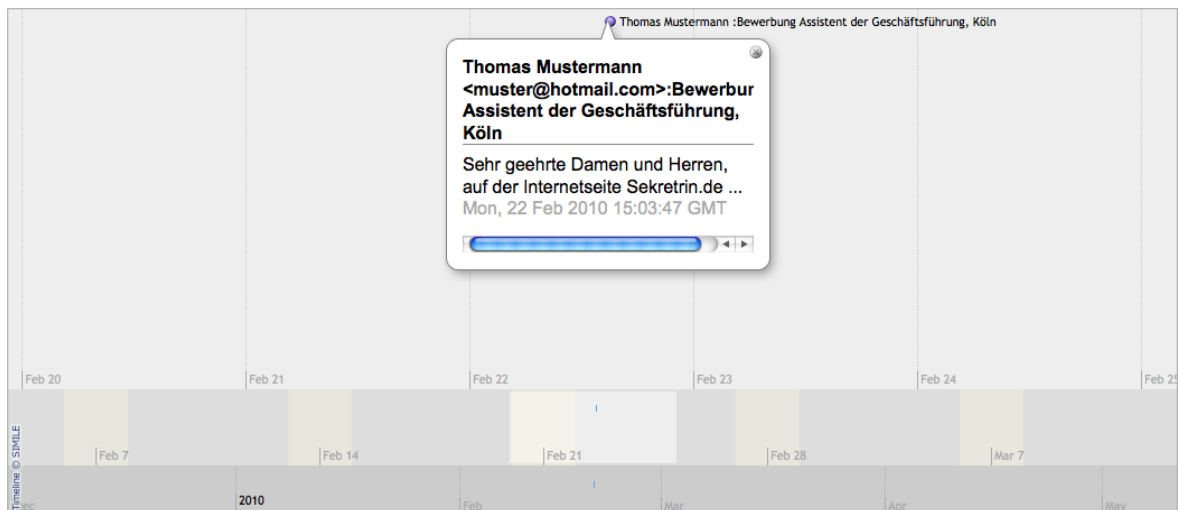 Thomas Mustermann :Bewerbung Assistent der Geschäftsführung, Köln
Thomas Mustermann
<muster@hotmail.com>:Bewerbur
Assistent der Geschäftsführung,
Köln
Sehr geehrte Damen und Herren,
auf der Internetseite Sekretrin.de ...
Mon, 22 Feb 2010 15:03:47 GMT
Feb 20 Feb 21 Feb 22 Feb 23 Feb 24 Feb 25
Feb 7 Feb 14 Feb 21 Feb 28 Mar 7
2010 Feb Mar Apr May
Timeline © SIMILE